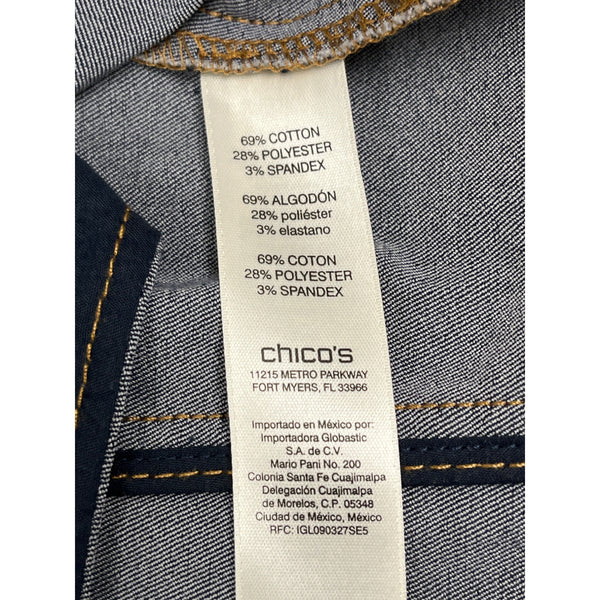 69% COTTON
28% POLYESTER
3% SPANDEX
69% ALGODÓN
28% poliéster
3% elastano
69% COTON
28% POLYESTER
3% SPANDEX
chico's
11215 METRO PARKWAY
FORT MYERS, FL 33966
Importado en México por:
Importadora Globastic
S.A. de C.V.
Mario Pani No. 200
Colonia Santa Fe Cuajimalpa
Delegación Cuajimalpa
de Morelos, C.P. 05348
Ciudad de México, México
RFC: IGL090327SE5